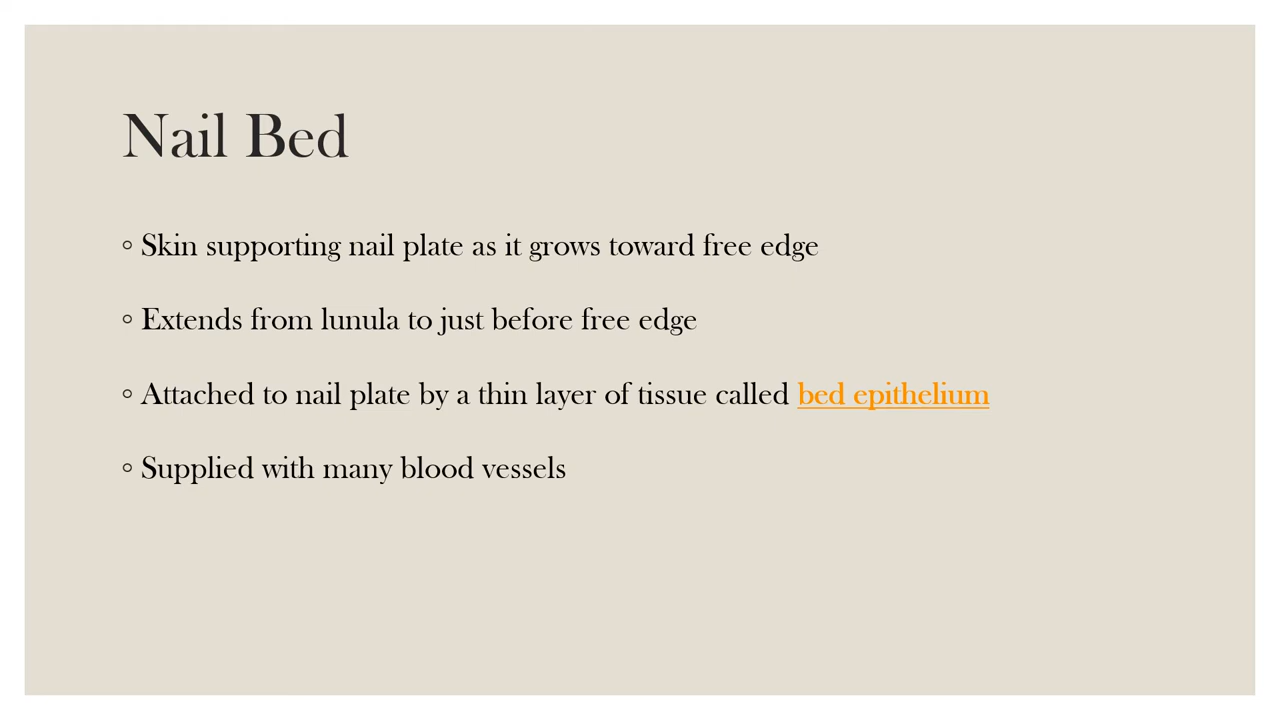 Nail Bed
◦ Skin supporting nail plate as it grows toward free edge
◦ Extends from lunula to just before free edge
◦ Attached to nail plate by a thin layer of tissue called bed epithelium
◦ Supplied with many blood vessels